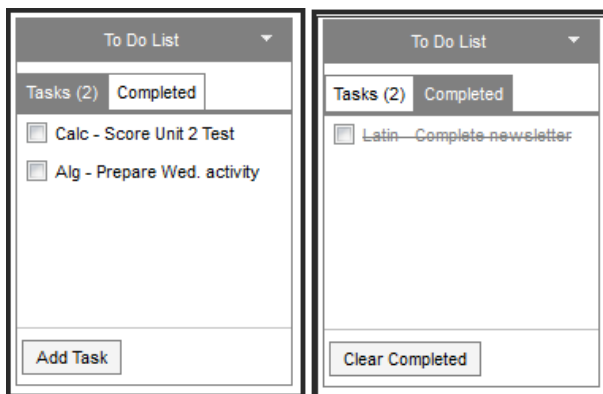 To Do List
Tasks (2) Completed
Calc - Score Unit 2 Test
Alg - Prepare Wed. activity
Add Task
To Do List
Tasks (2) Completed
Latin - Complete newsletter
Clear Completed